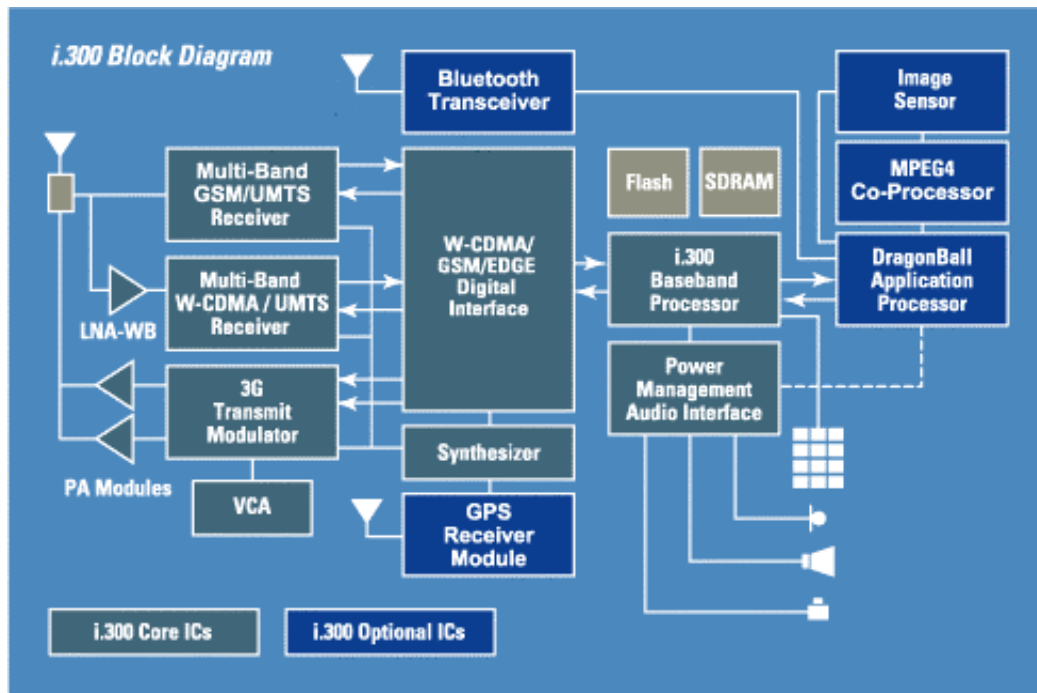 i.300 Block Diagram
Bluetooth
Transceiver
Image
Sensor
Multi-Band
GSM/UMTS
Receiver
W-CDMA/
GSM/EDGE
Digital
Interface
Flash
SDRAM
MPEG4
Co-Processor
i.300
Baseband
Processor
DragonBall
Application
Processor
LNA-WB
Multi-Band
W-CDMA / UMTS
Receiver
Power
Management
Audio Interface
3G
Transmit
Modulator
Synthesizer
PA Modules
VCA
GPS
Receiver
Module
i.300 Core ICs
i.300 Optional ICs